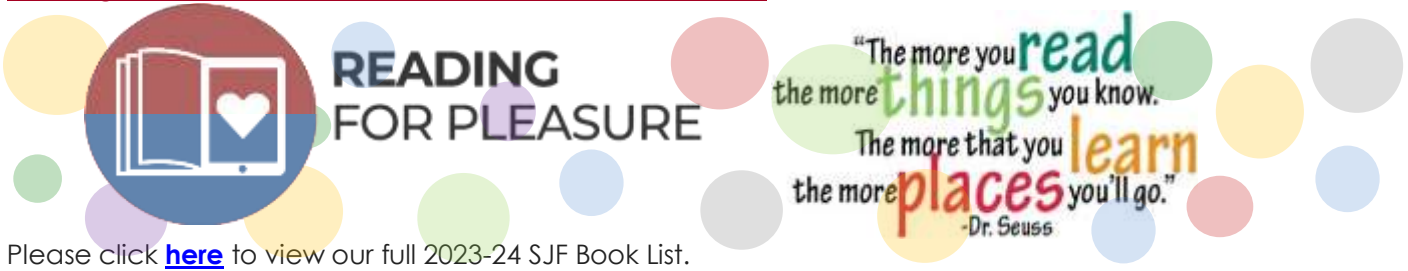 READING
FOR PLEASURE
“The more you read
the more things you know.
The more that you learn
the more places you'll go.”
-Dr. Seuss
Please click here to view our full 2023-24 SJF Book List.